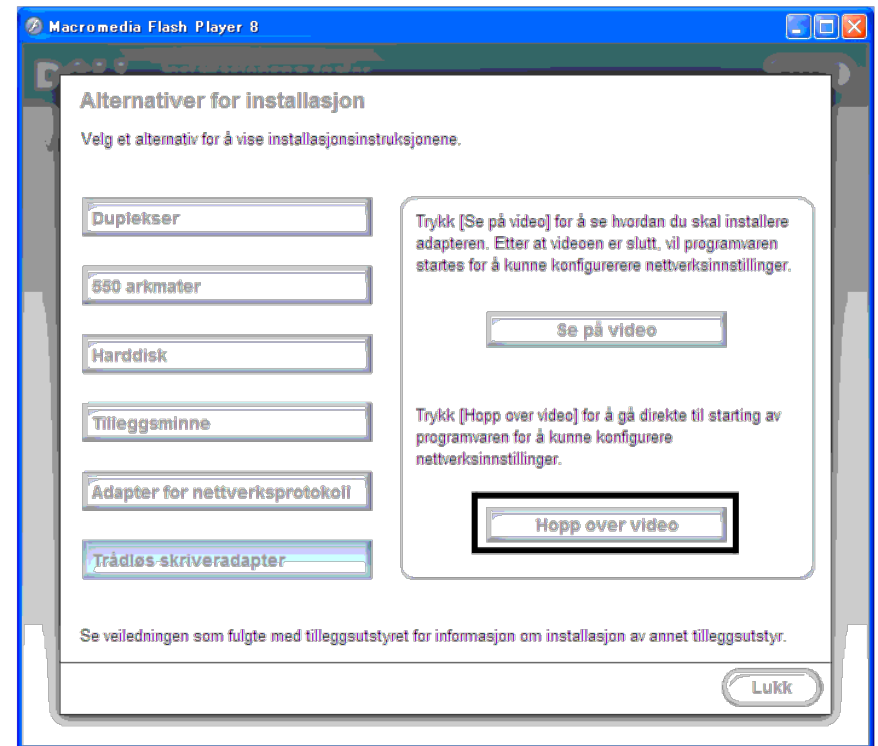 Macromedia Flash Player 8
Alternativer for installasjon
Velg et alternativ for å vise installasjonsinstruksjonene.
Duplekser
550 arkmater
Harddisk
Tilleggsminne
Adapter for nettverksprotokoll
Trådløs skriveradapter
Trykk [Se på video] for å se hvordan du skal installere
adapteren. Etter at videoen er slutt, vil programvaren
startes for å kunne konfigurerere nettverksinnstillinger.
Se på video
Trykk [Hopp over video] for å gå direkte til starting av
programvaren for å kunne konfigurere
nettverksinnstillinger.
Hopp over video
Se veiledningen som fulgte med tilleggsutstyret for informasjon om installasjon av annet tilleggsutstyr.
Lukk